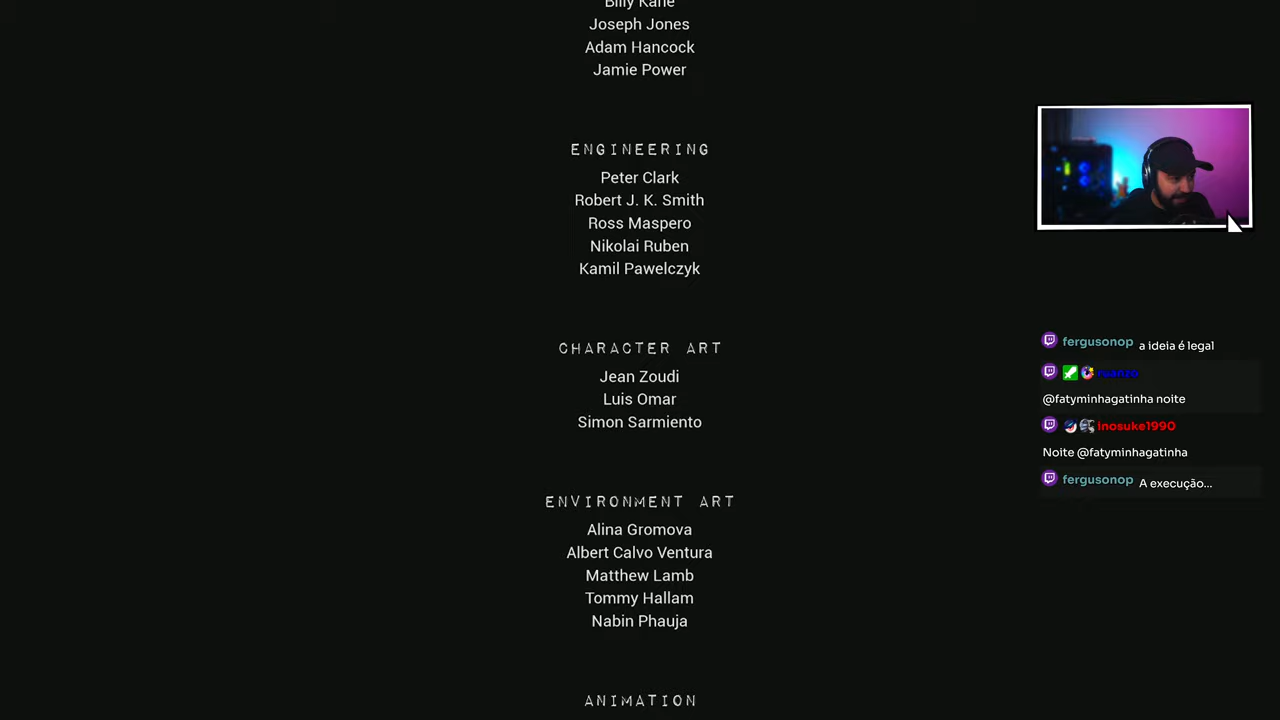 Billy Kane
Joseph Jones
Adam Hancock
Jamie Power
ENGINEERING
Peter Clark
Robert J. K. Smith
Ross Maspero
Nikolai Ruben
Kamil Pawelczyk
CHARACTER ART
Jean Zoudi
Luis Omar
Simon Sarmiento
ENVIRONMENT ART
Alina Gromova
Albert Calvo Ventura
Matthew Lamb
Tommy Hallam
Nabin Phauja
ANIMATION
fergusonop a ideia é legal
@fatyminhagatinha noite
inosuke1990
Noite @fatyminhagatinha
fergusonop A execução...